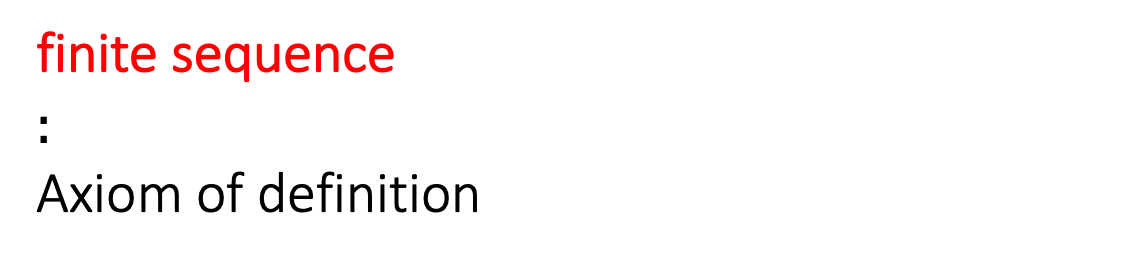 finite sequence
:
Axiom of definition